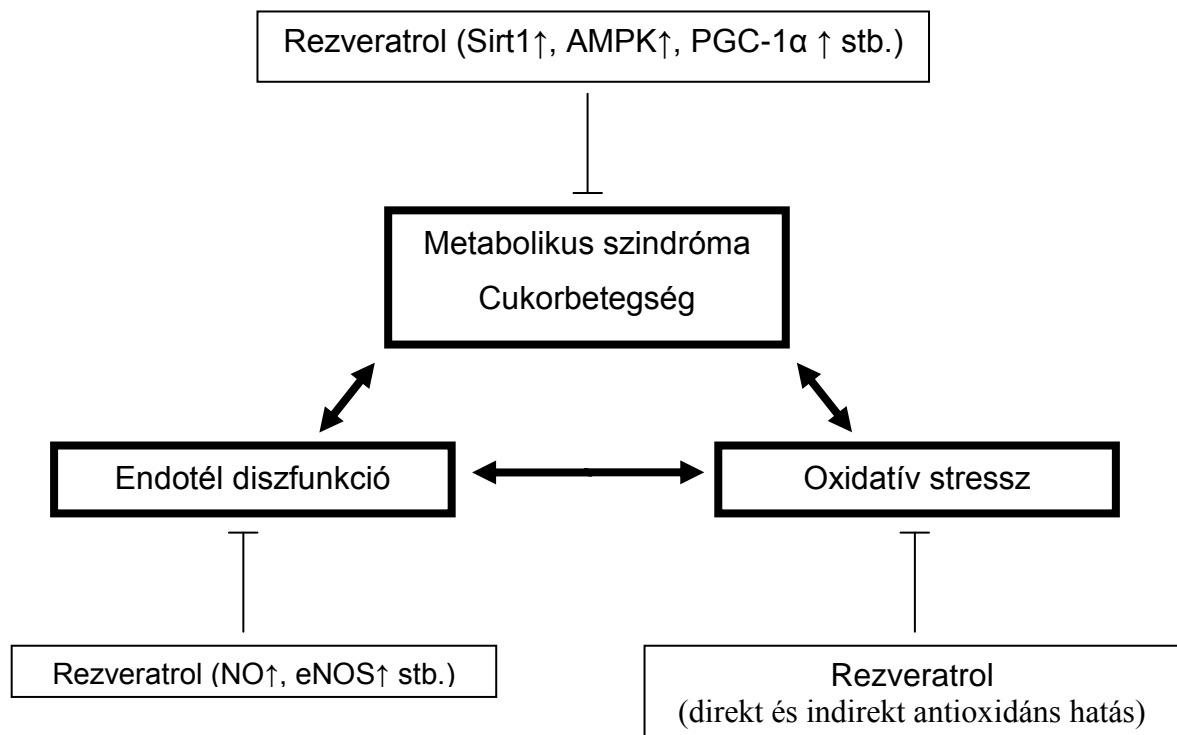 Rezveratrol (Sirt1↑, AMPK↑, PGC-1α ↑ stb.)
Metabolikus szindróma
Cukorbetegség
Endotél diszfunkció
Oxidatív stressz
Rezveratrol (NO↑, eNOS↑ stb.)
Rezveratrol
(direkt és indirekt antioxidáns hatás)